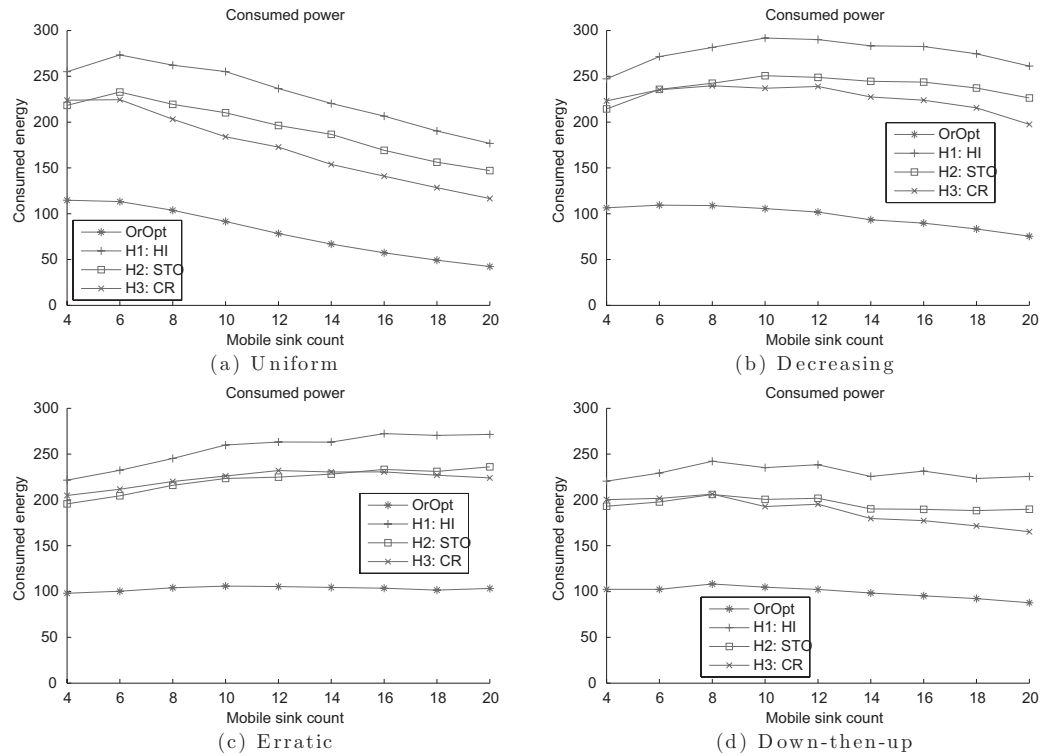 Consumed power
300
250
200
150
100
50
0
Consumed energy
OrOpt
H1: HI
H2: STO
H3: CR
4 6 8 10 12 14 16 18 20
Mobile sink count
(a) Uniform
Consumed power
300
250
200
150
100
50
0
Consumed energy
OrOpt
H1: HI
H2: STO
H3: CR
4 6 8 10 12 14 16 18 20
Mobile sink count
(b) Decreasing
Consumed power
300
250
200
150
100
50
0
Consumed energy
OrOpt
H1: HI
H2: STO
H3: CR
4 6 8 10 12 14 16 18 20
Mobile sink count
(c) Erratic
Consumed power
300
250
200
150
100
50
0
Consumed energy
OrOpt
H1: HI
H2: STO
H3: CR
4 6 8 10 12 14 16 18 20
Mobile sink count
(d) Down-then-up